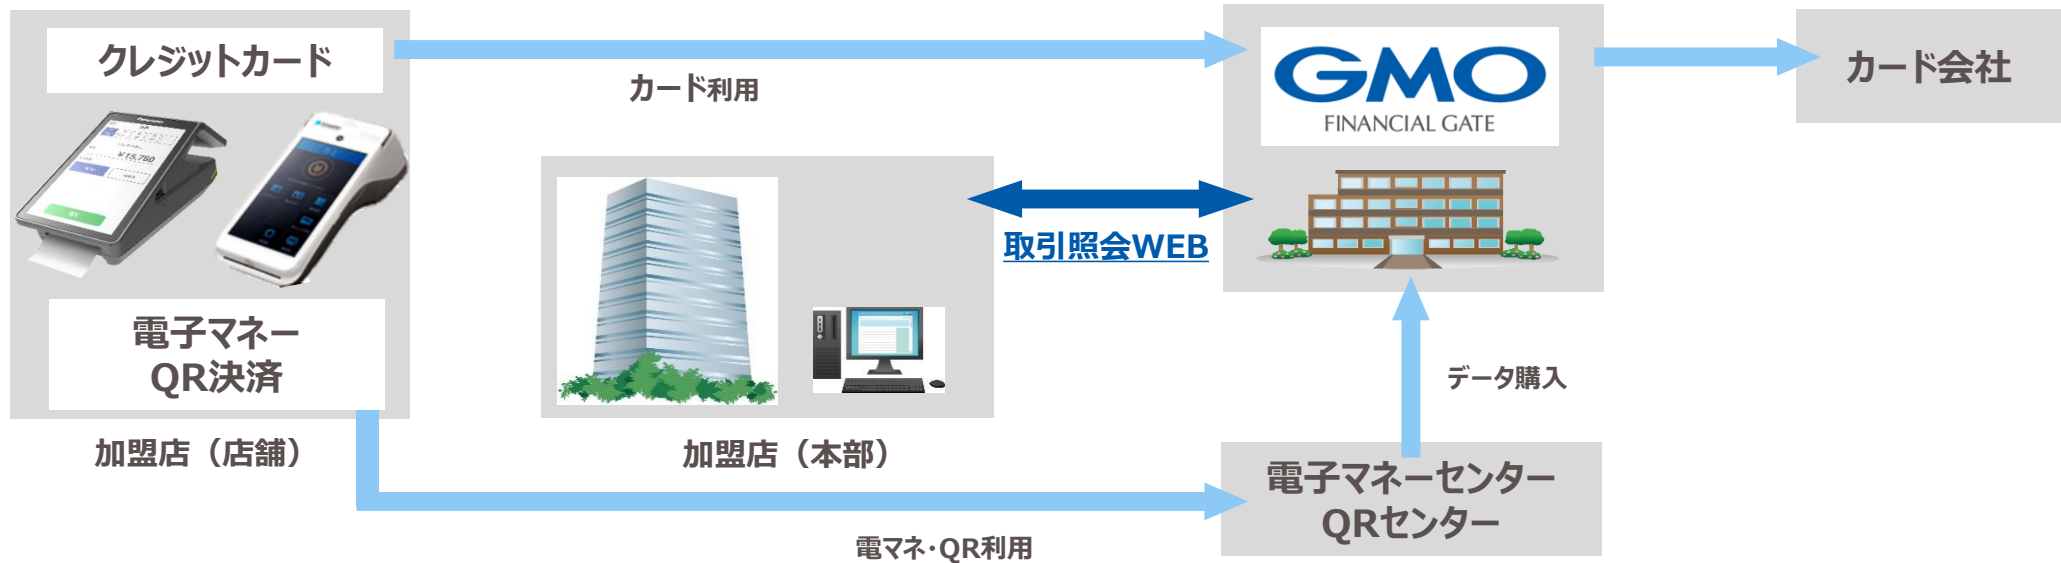 クレジットカード
¥15,760
電子マネー
QR決済
加盟店（店舗）
カード利用
加盟店（本部）
取引照会WEB
GMO
FINANCIAL GATE
カード会社
データ購入
電子マネーセンター
QRセンター
電マネ・QR利用